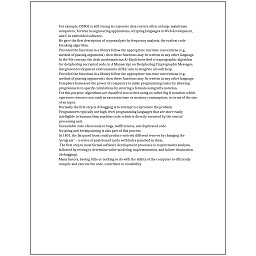 For example COBOL is still strong in corporate data centers often on large mainframe
computers, Fortran in engineering applications, scripting languages in Web development,
and C in embedded software.
He gave the first description of cryptanalysis by frequency analysis, the earliest code-
breaking algorithm.
Provided the functions in a library follow the appropriate run-time conventions (e.g.,
method of passing arguments), then these functions may be written in any other language.
In the 9th century, the Arab mathematician Al-Kindi described a cryptographic algorithm
for deciphering encrypted code, in A Manuscript on Deciphering Cryptographic Messages.
Integrated development environments (IDEs) aim to integrate all such help.
Provided the functions in a library follow the appropriate run-time conventions (e.g.,
method of passing arguments), then these functions may be written in any other language.
Compilers harnessed the power of computers to make programming easier by allowing
programmers to specify calculations by entering a formula using infix notation.
For this purpose, algorithms are classified into orders using so-called Big O notation, which
expresses resource use, such as execution time or memory consumption, in terms of the size
of an input.
Normally the first step in debugging is to attempt to reproduce the problem.
Programmers typically use high-level programming languages that are more easily
intelligible to humans than machine code, which is directly executed by the central
processing unit.
Unreadable code often leads to bugs, inefficiencies, and duplicated code.
Scripting and breakpointing is also part of this process.
In 1801, the Jacquard loom could produce entirely different weaves by changing the
"program" – a series of pasteboard cards with holes punched in them.
The first step in most formal software development processes is requirements analysis,
followed by testing to determine value modeling, implementation, and failure elimination
(debugging).
Many factors, having little or nothing to do with the ability of the computer to efficiently
compile and execute the code, contribute to readability.